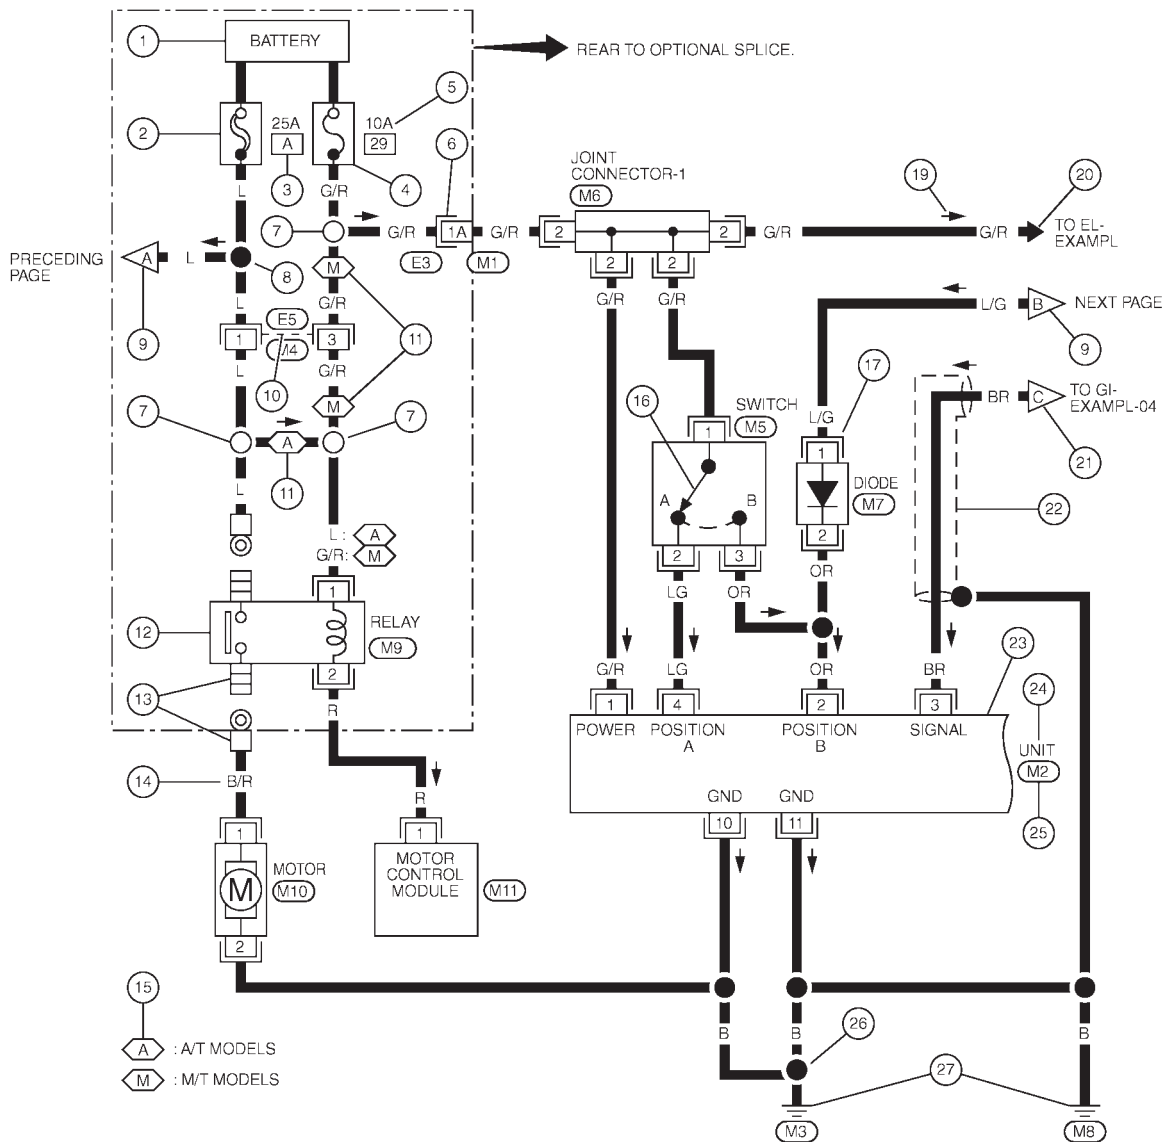 1
BATTERY
REAR TO OPTIONAL SPLICE.
5
2
25A
A
10A
29
6
3
4
JOINT
CONNECTOR-1
M6
19
20
L
G/R
7
G/R
1A
G/R
2
2
G/R
G/R
TO EL-
EXAMPL
PRECEDING
PAGE
A
L
8
M
E3
M1
2
2
G/R
G/R
L/G
B
NEXT PAGE
L
G/R
E5
9
1
3
11
9
M4
L
G/R
10
17
M
16
SWITCH
M5
BR
C
TO GI-
EXAMPL-04
7
7
L/G
1
1
A
21
11
A
B
DIODE
M7
L
22
L :
A
G/R:
M
2
3
2
LG
OR
OR
1
12
RELAY
M9
23
2
G/R
LG
OR
BR
24
13
R
1
4
2
3
POWER
POSITION
A
POSITION
B
SIGNAL
UNIT
M2
14
B/R
R
GND
GND
10
11
25
1
1
MOTOR
CONTROL
MODULE
M11
M
MOTOR
M10
2
15
B
B
B
26
A
: A/T MODELS
M
: M/T MODELS
27
M3
M8